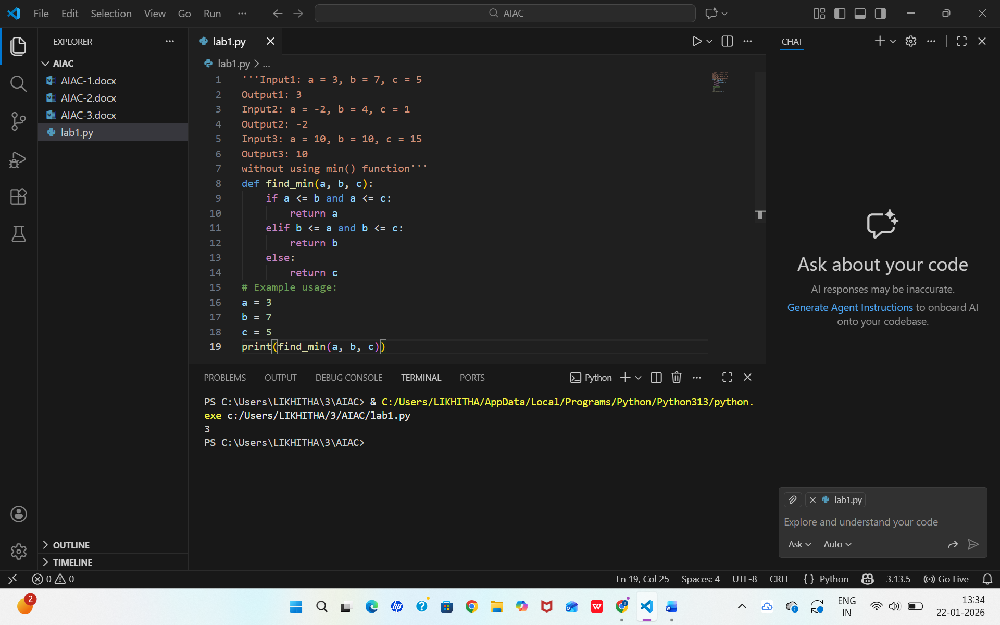 File Edit Selection View Go Run ··· AIAC
EXPLORER ···
AIAC
AIAC-1.docx
AIAC-2.docx
AIAC-3.docx
lab1.py
lab1.py
lab1.py > ...
1 '''Input1: a = 3, b = 7, c = 5
2 Output1: 3
3 Input2: a = -2, b = 4, c = 1
4 Output2: -2
5 Input3: a = 10, b = 10, c = 15
6 Output3: 10
7 without using min() function'''
8 def find_min(a, b, c):
9     if a <= b and a <= c:
10         return a
11     elif b <= a and b <= c:
12         return b
13     else:
14         return c
15 # Example usage:
16 a = 3
17 b = 7
18 c = 5
19 print(find_min(a, b, c))
PROBLEMS OUTPUT DEBUG CONSOLE TERMINAL PORTS Python
PS C:\Users\LIKHITHA\3\AIAC> & C:/Users/LIKHITHA/AppData/Local/Programs/Python/Python313/python.
exe c:/Users/LIKHITHA/3/AIAC/lab1.py
3
PS C:\Users\LIKHITHA\3\AIAC>
CHAT
Ask about your code
AI responses may be inaccurate.
Generate Agent Instructions to onboard AI
onto your codebase.
lab1.py
Explore and understand your code
Ask Auto
OUTLINE
TIMELINE
0 0 Ln 19, Col 25 Spaces: 4 UTF-8 CRLF {} Python 3.13.5 Go Live
2
ENG
IN
13:34
22-01-2026